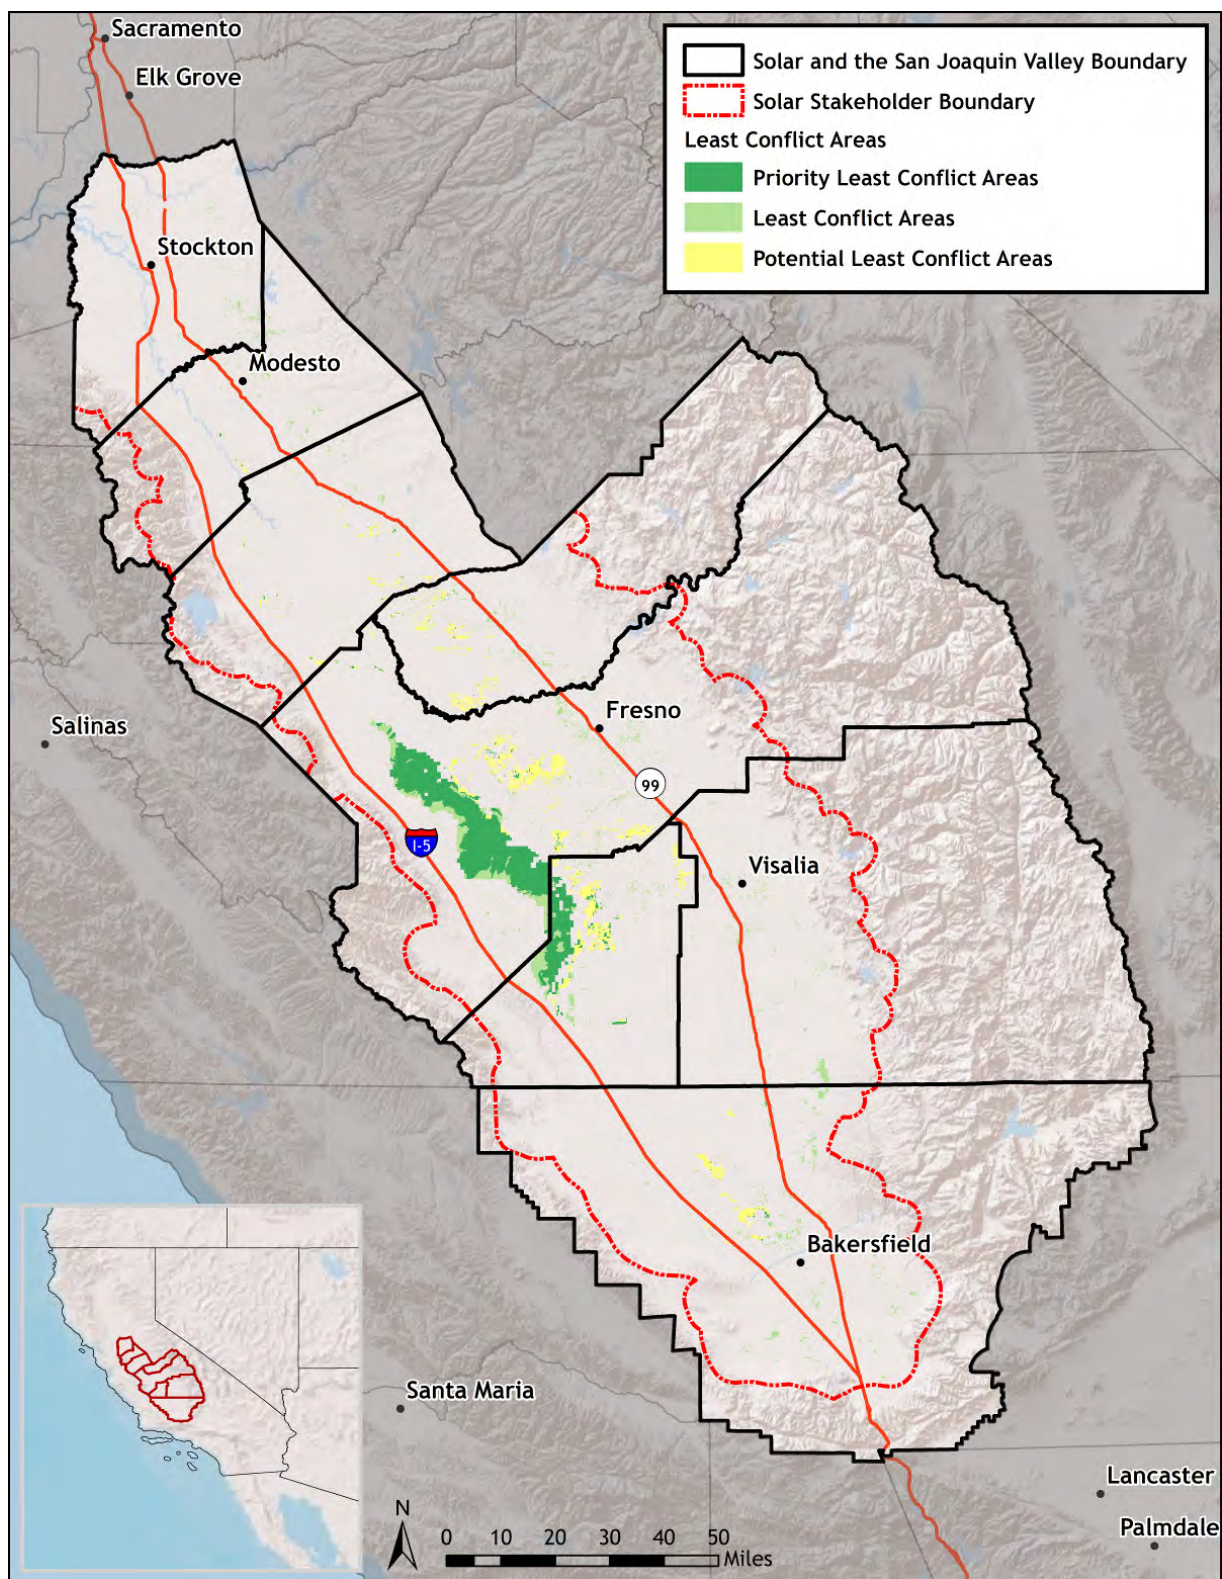 Sacramento
Elk Grove
Solar and the San Joaquin Valley Boundary
Solar Stakeholder Boundary
Least Conflict Areas
Priority Least Conflict Areas
Least Conflict Areas
Potential Least Conflict Areas
Stockton
Modesto
Salinas
Fresno
99
I-5
Visalia
Bakersfield
Santa Maria
Lancaster
Palmdale
N
0 10 20 30 40 50
Miles